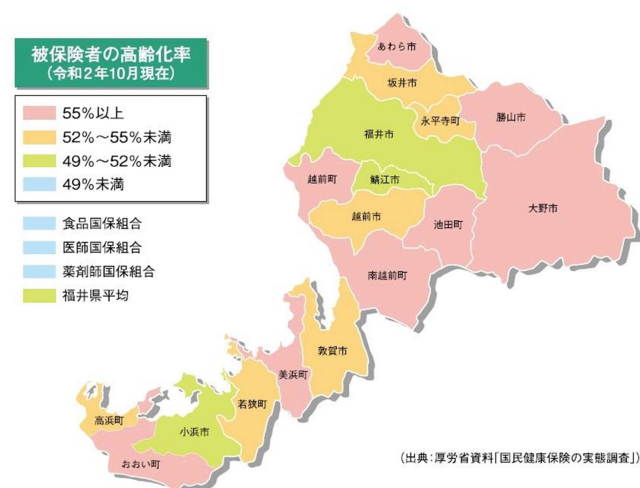 被保険者の高齢化率
(令和2年10月現在)
55%以上
52%~55%未満
49%~52%未満
49%未満
食品国保組合
医師国保組合
薬剤師国保組合
福井県平均
あわら市
坂井市
永平寺町
勝山市
福井市
越前町
鯖江市
大野市
越前市
池田町
南越前町
敦賀市
美浜町
若狭町
高浜町
小浜市
おおい町
(出典:厚労省資料「国民健康保険の実態調査」)